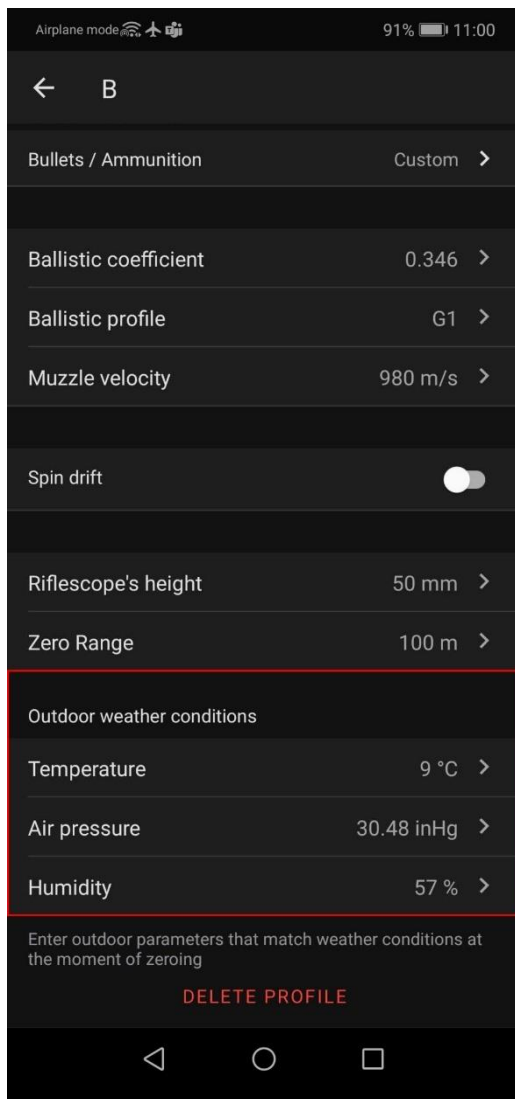 Airplane mode 91% 11:00
B
Bullets / Ammunition Custom
Ballistic coefficient 0.346
Ballistic profile G1
Muzzle velocity 980 m/s
Spin drift
Riflescope's height 50 mm
Zero Range 100 m
Outdoor weather conditions
Temperature 9 °C
Air pressure 30.48 inHg
Humidity 57 %
Enter outdoor parameters that match weather conditions at
the moment of zeroing
DELETE PROFILE